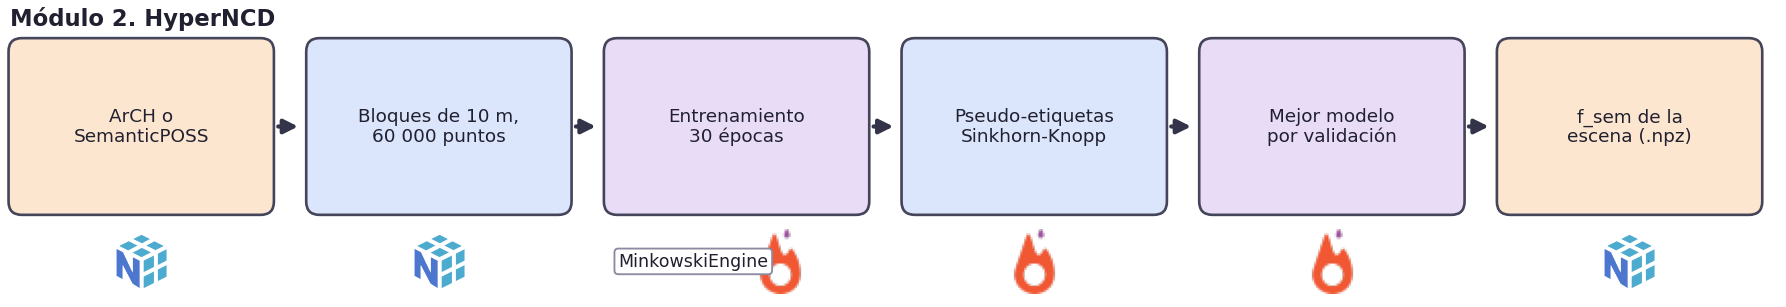 Módulo 2. HyperNCD
ArCH o
SemanticPOSS
Bloques de 10 m,
60 000 puntos
Entrenamiento
30 épocas
Pseudo-etiquetas
Sinkhorn-Knopp
Mejor modelo
por validación
f_sem de la
escena (.npz)
MinkowskiEngine